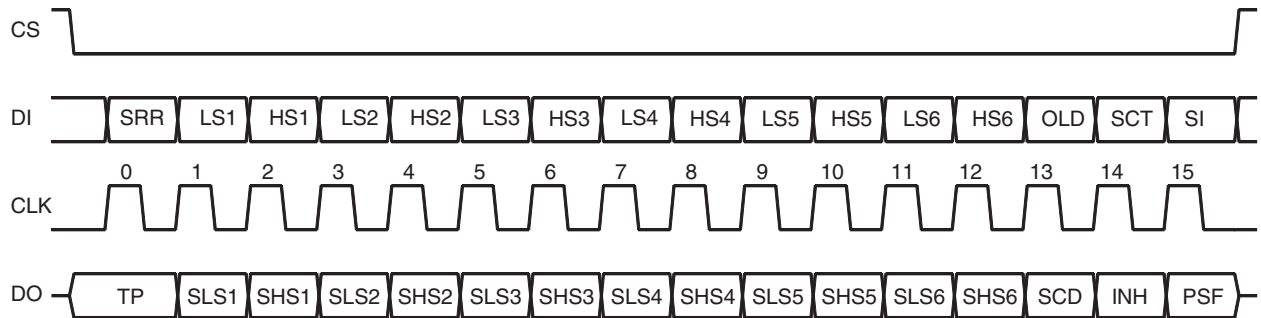 CS
DI SRR LS1 HS1 LS2 HS2 LS3 HS3 LS4 HS4 LS5 HS5 LS6 HS6 OLD SCT SI
0 1 2 3 4 5 6 7 8 9 10 11 12 13 14 15
CLK
DO TP SLS1 SHS1 SLS2 SHS2 SLS3 SHS3 SLS4 SHS4 SLS5 SHS5 SLS6 SHS6 SCD INH PSF